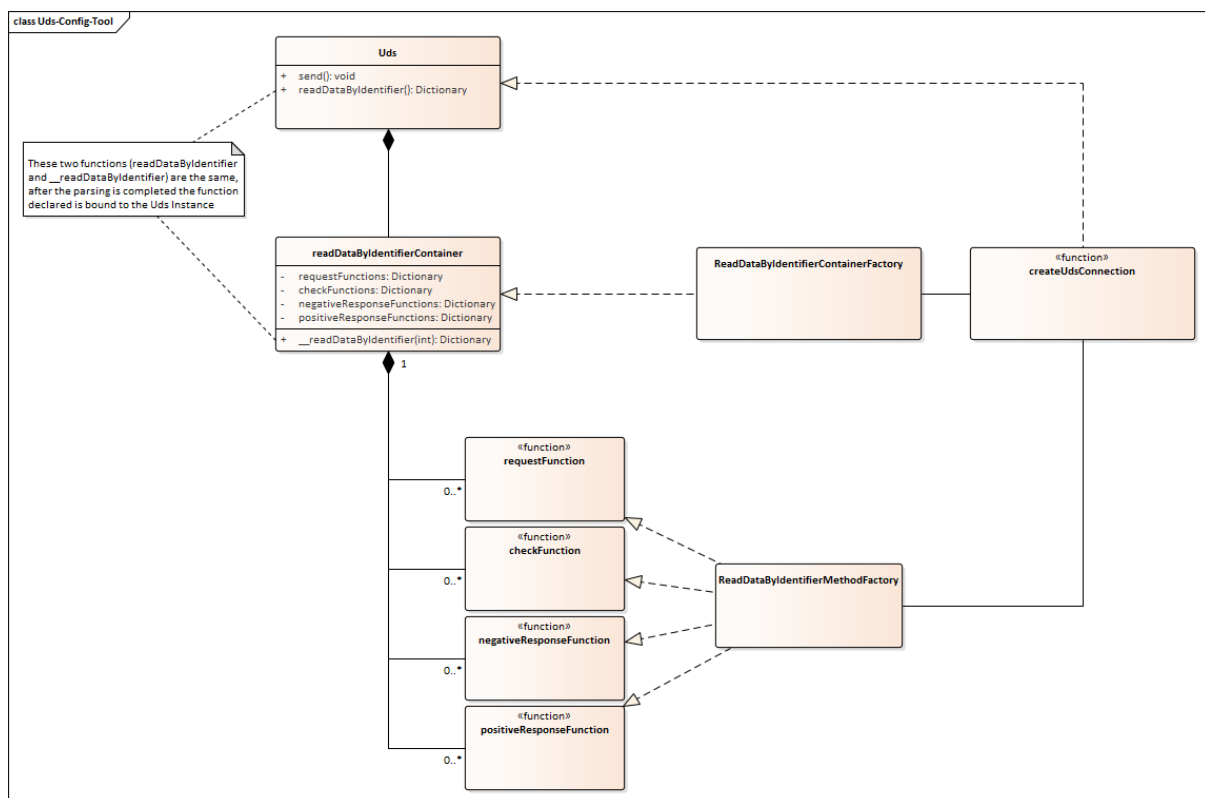 class Uds-Config-Tool
Uds
+ send(): void
+ readDataByIdentifier(): Dictionary
These two functions (readDataByIdentifier
and __readDataByIdentifier) are the same,
after the parsing is completed the function
declared is bound to the Uds Instance
readDataByIdentifierContainer
- requestFunctions: Dictionary
- checkFunctions: Dictionary
- negativeResponseFunctions: Dictionary
- positiveResponseFunctions: Dictionary
+ __readDataByIdentifier(int): Dictionary
ReadDataByIdentifierContainerFactory
«function»
createUdsConnection
1
«function»
requestFunction
0..*
«function»
checkFunction
0..*
ReadDataByIdentifierMethodFactory
«function»
negativeResponseFunction
0..*
«function»
positiveResponseFunction
0..*